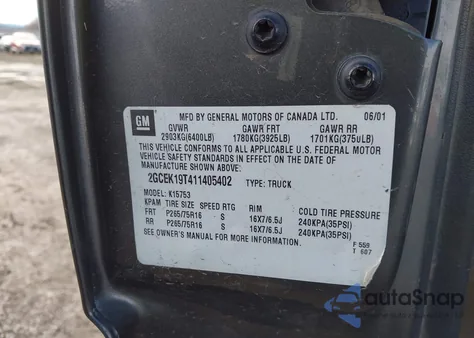 GM
MFD BY GENERAL MOTORS OF CANADA LTD. 06/01
GVWR GAWR FRT GAWR RR
2903KG(6400LB) 1780KG(3925LB) 1701KG(3750LB)
THIS VEHICLE CONFORMS TO ALL APPLICABLE U.S. FEDERAL MOTOR
VEHICLE SAFETY STANDARDS IN EFFECT ON THE DATE OF
MANUFACTURE SHOWN ABOVE.
2GCEK19T411405402 TYPE: TRUCK
MODEL: K15753
KPAM TIRE SIZE SPEED RTG RIM COLD TIRE PRESSURE
FRT P265/75R16 S 16X7/6.5J 240KPA(35PSI)
RR P265/75R16 S 16X7/6.5J 240KPA(35PSI)
SEE OWNER'S MANUAL FOR MORE INFORMATION.
F 559
T 607
autaSnap